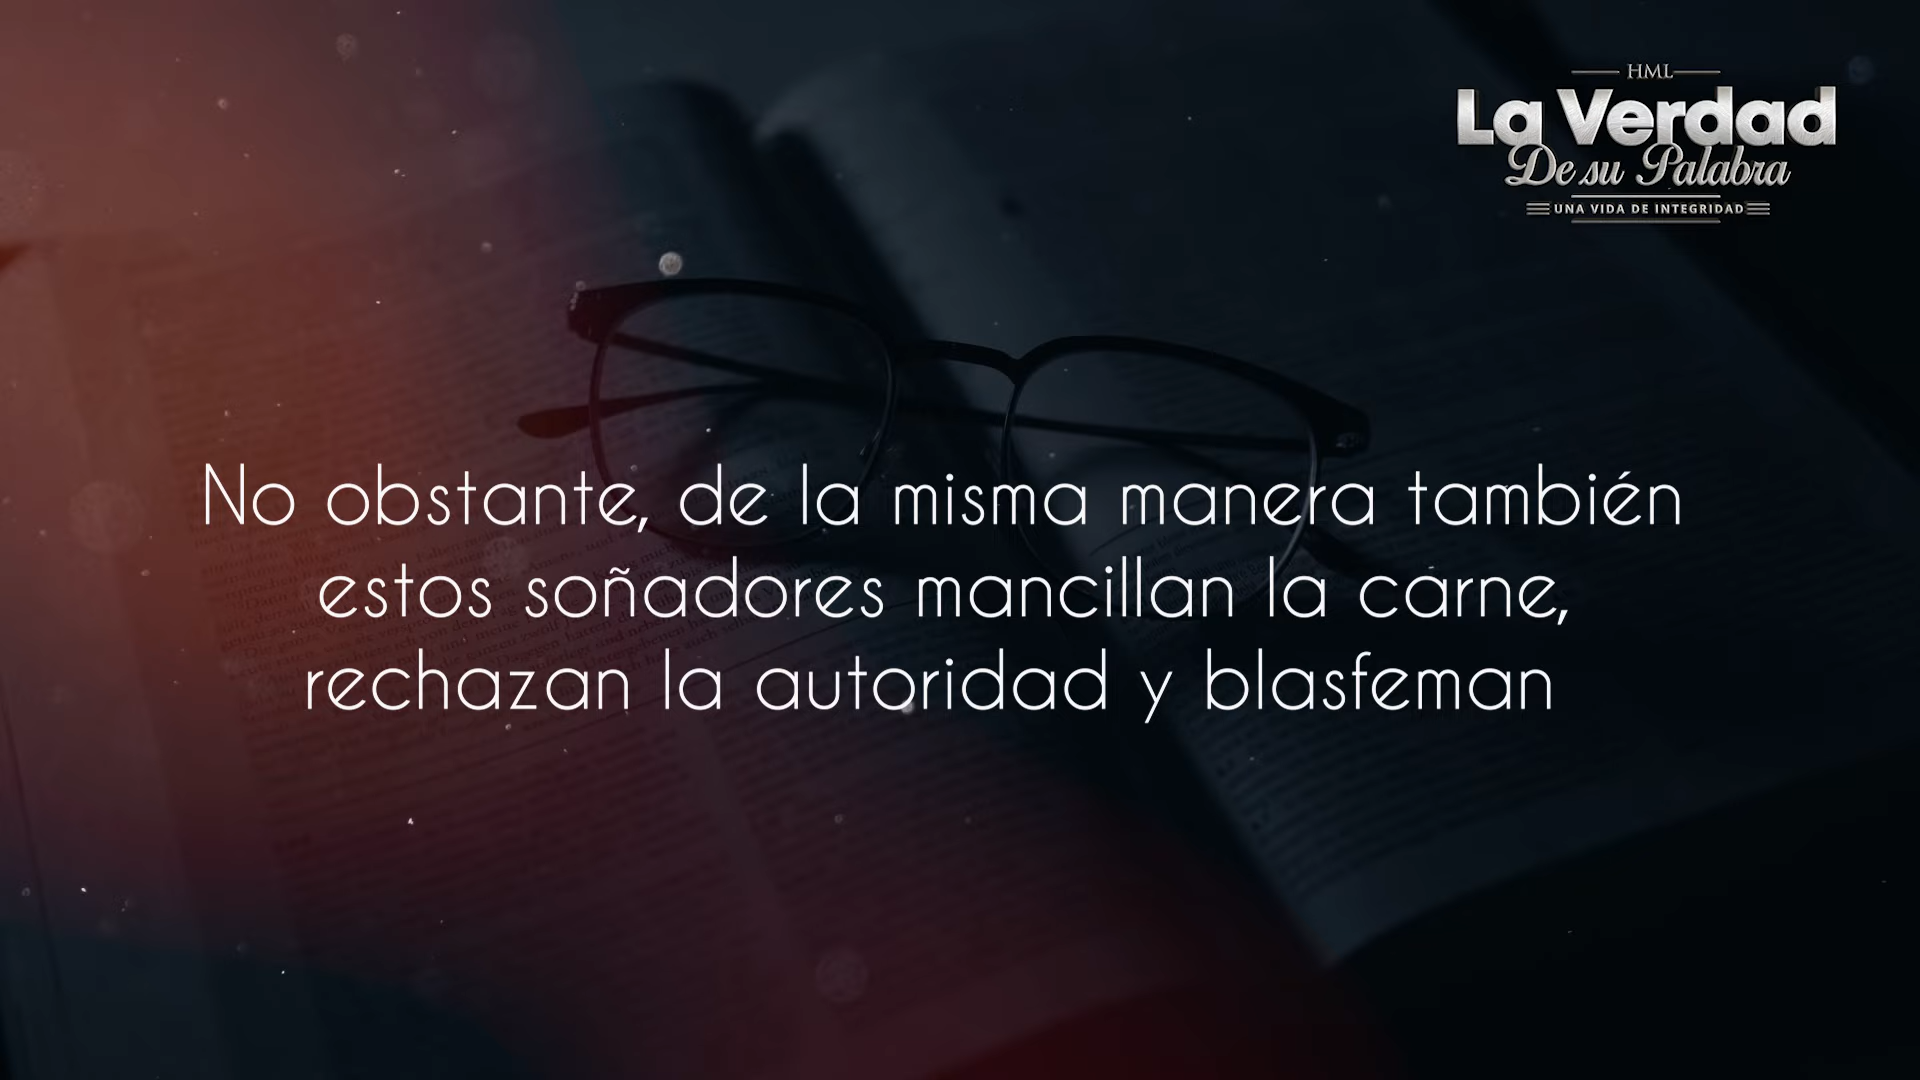 HML
La Verdad
De su Palabra
UNA VIDA DE INTEGRIDAD
No obstante, de la misma manera también
estos soñadores mancillan la carne,
rechazan la autoridad y blasfeman